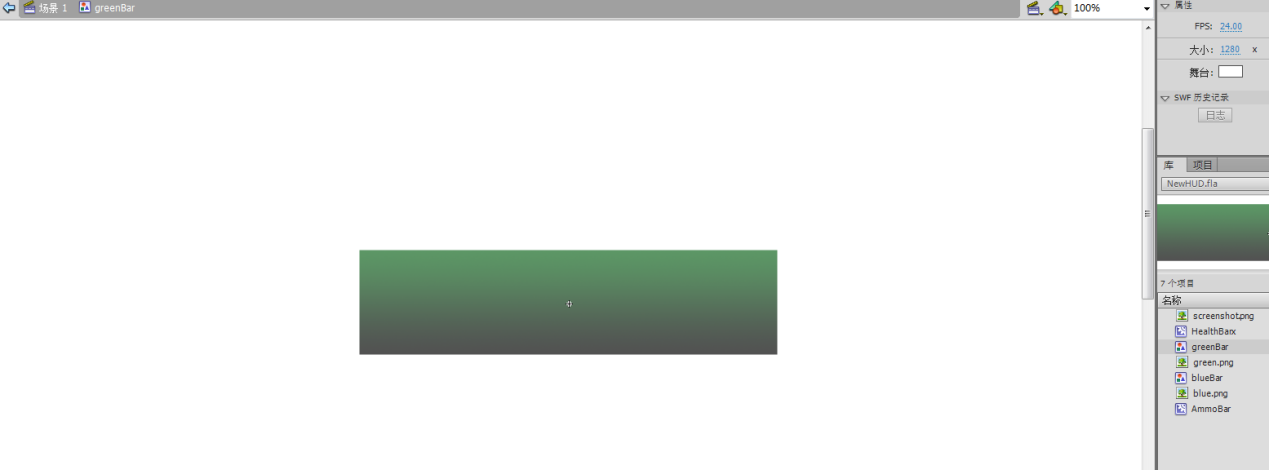 场景 1 greenBar 100%
属性
FPS: 24.00
大小: 1280 x
舞台:
SWF 历史记录
日志
库 项目
NewHUD.fla
7 个项目
名称
screenshot.png
HealthBarx
greenBar
green.png
blueBar
blue.png
AmmoBar